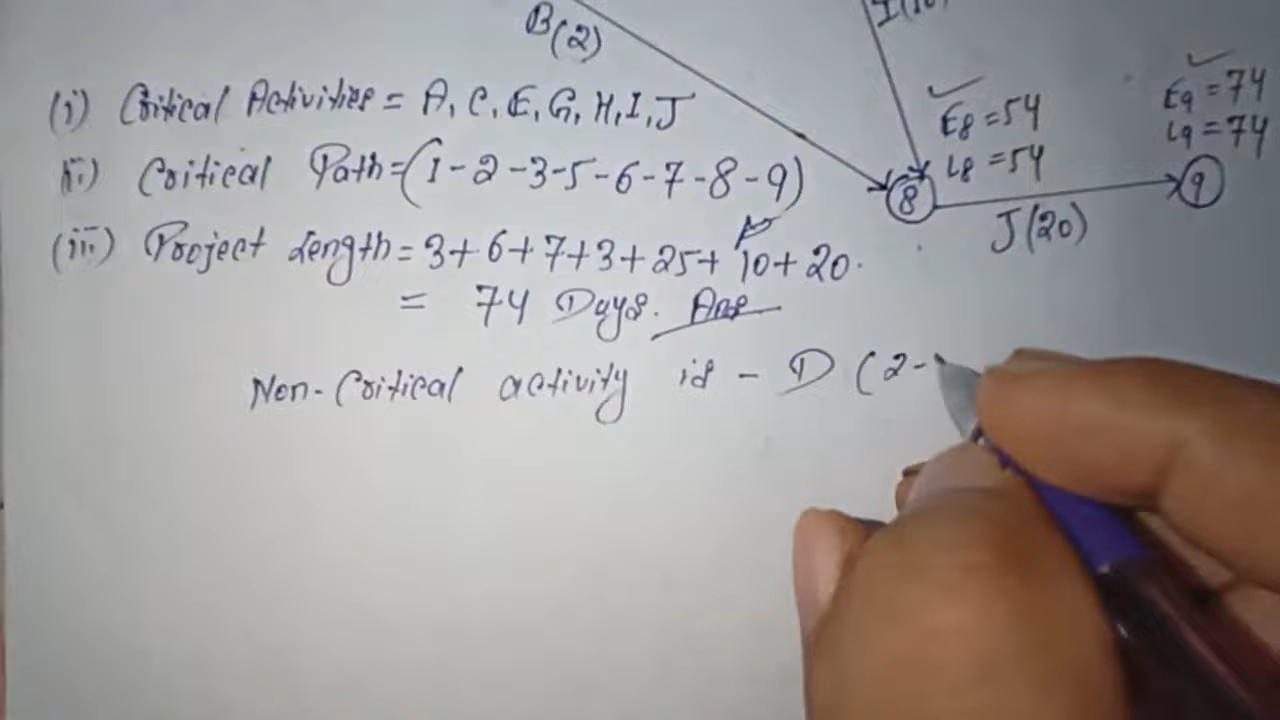 B(2)
(i) Critical Activities = A, C, E, G, H, I, J
E8 = 54
L8 = 54
E9 = 74
L9 = 74
(ii) Critical Path = (1-2-3-5-6-7-8-9)
8
9
J(20)
(iii) Project Length = 3+6+7+3+25+10+20.
= 74 Days. Ans
Non-Critical activity is - D (2-